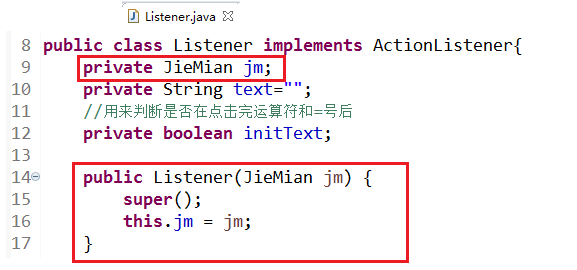 Listener.java
8 public class Listener implements ActionListener{
9 private JieMian jm;
10 private String text="";
11 //用来判断是否在点击完运算符和=号后
12 private boolean initText;
13
14 public Listener(JieMian jm) {
15 super();
16 this.jm = jm;
17 }